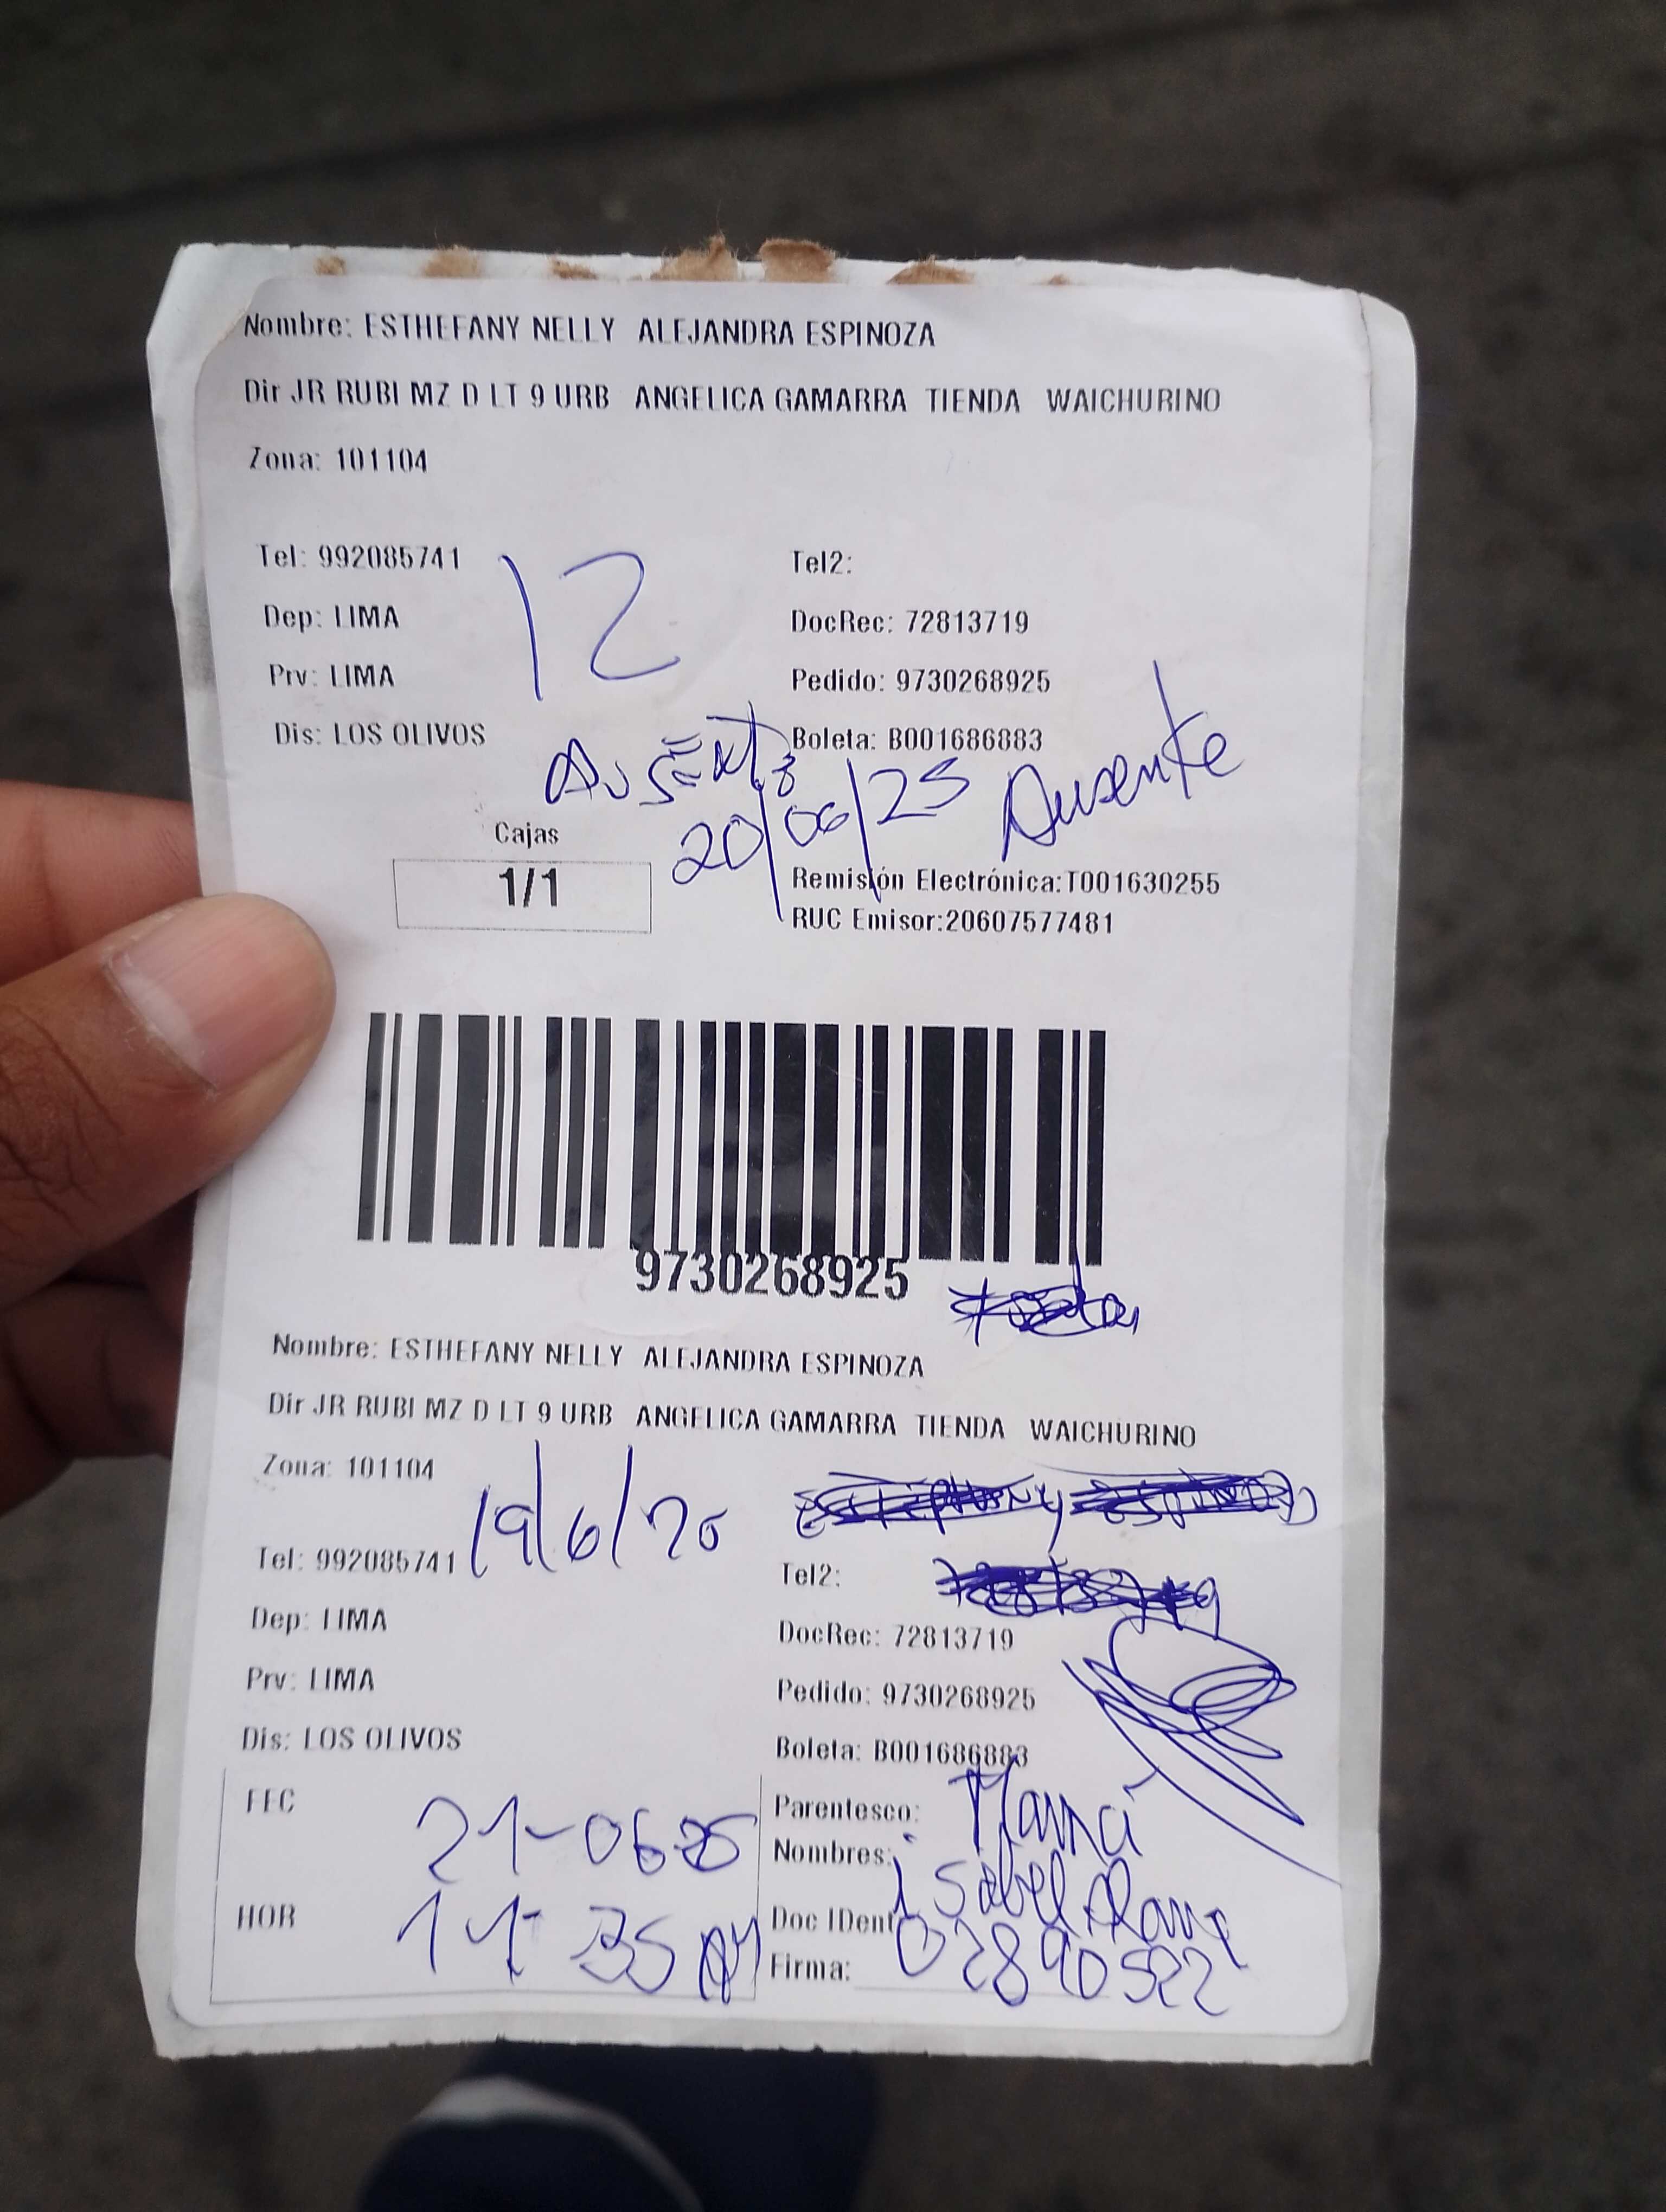 Nombre: ESTHEFANY NELLY ALEJANDRA ESPINOZA
Dir JR RUBI MZ D LT 9 URB ANGELICA GAMARRA TIENDA WAICHURINO
Zona: 101104
Tel: 992085741
12
Tel2:
Dep: LIMA
DocRec: 72813719
Prv: LIMA
Pedido: 9730268925
Dis: LOS OLIVOS
Boleta: B001686883
Ausente
20/06/25
Cajas
1/1
Remisión Electrónica:T001630255
RUC Emisor:20607577481
9730268925
Nombre: ESTHEFANY NELLY ALEJANDRA ESPINOZA
Dir JR RUBI MZ D LT 9 URB ANGELICA GAMARRA TIENDA WAICHURINO
Zona: 101104
19/6/
Tel: 992085741
Tel2:
Dep: LIMA
DocRec: 72813719
Prv: LIMA
Pedido: 9730268925
Dis: LOS OLIVOS
Boleta: B001686883
FEC
21-06-25
Parentesco:
Nombres: isabel
HOR
Doc IDent
Firma: 02890522